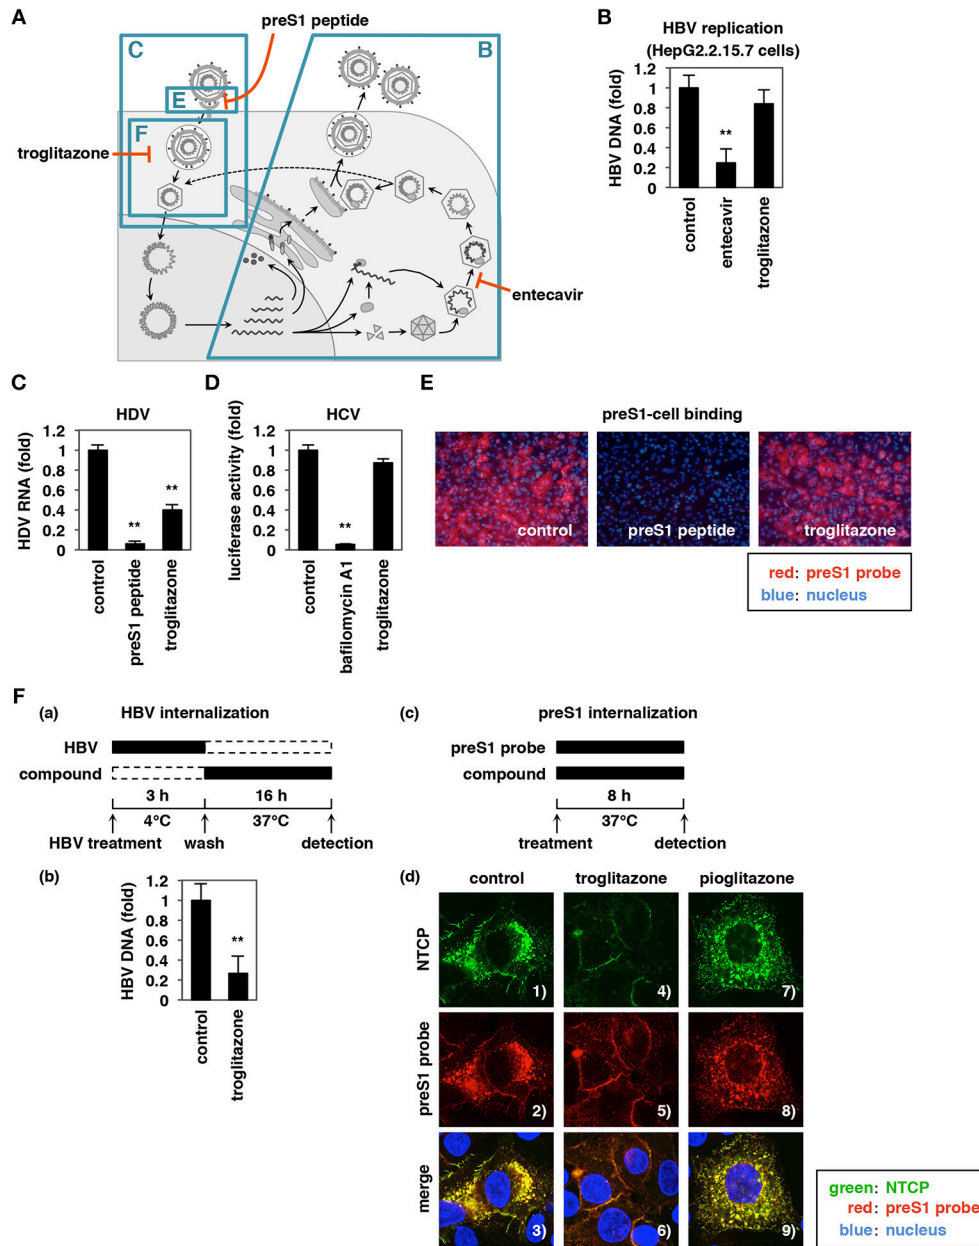 A
preS1 peptide
C
B
E
F
troglitazone
entecavir
B
HBV replication
(HepG2.2.15.7 cells)
HBV DNA (fold)
1.2
1
0.8
0.6
0.4
0.2
0
**
control
entecavir
troglitazone
C
HDV
HDV RNA (fold)
1.2
1
0.8
0.6
0.4
0.2
0
**
**
control
preS1 peptide
troglitazone
D
HCV
luciferase activity (fold)
1.2
1
0.8
0.6
0.4
0.2
0
**
control
bafilomycin A1
troglitazone
E
preS1-cell binding
control
preS1 peptide
troglitazone
red: preS1 probe
blue: nucleus
F
(a)
HBV internalization
HBV
compound
3 h
16 h
4°C
37°C
HBV treatment
wash
detection
(b)
HBV DNA (fold)
1.2
1
0.8
0.6
0.4
0.2
0
**
control
troglitazone
(c)
preS1 internalization
preS1 probe
compound
8 h
37°C
treatment
detection
(d)
control
troglitazone
pioglitazone
NTCP
1)
4)
7)
preS1 probe
2)
5)
8)
merge
3)
6)
9)
green: NTCP
red: preS1 probe
blue: nucleus